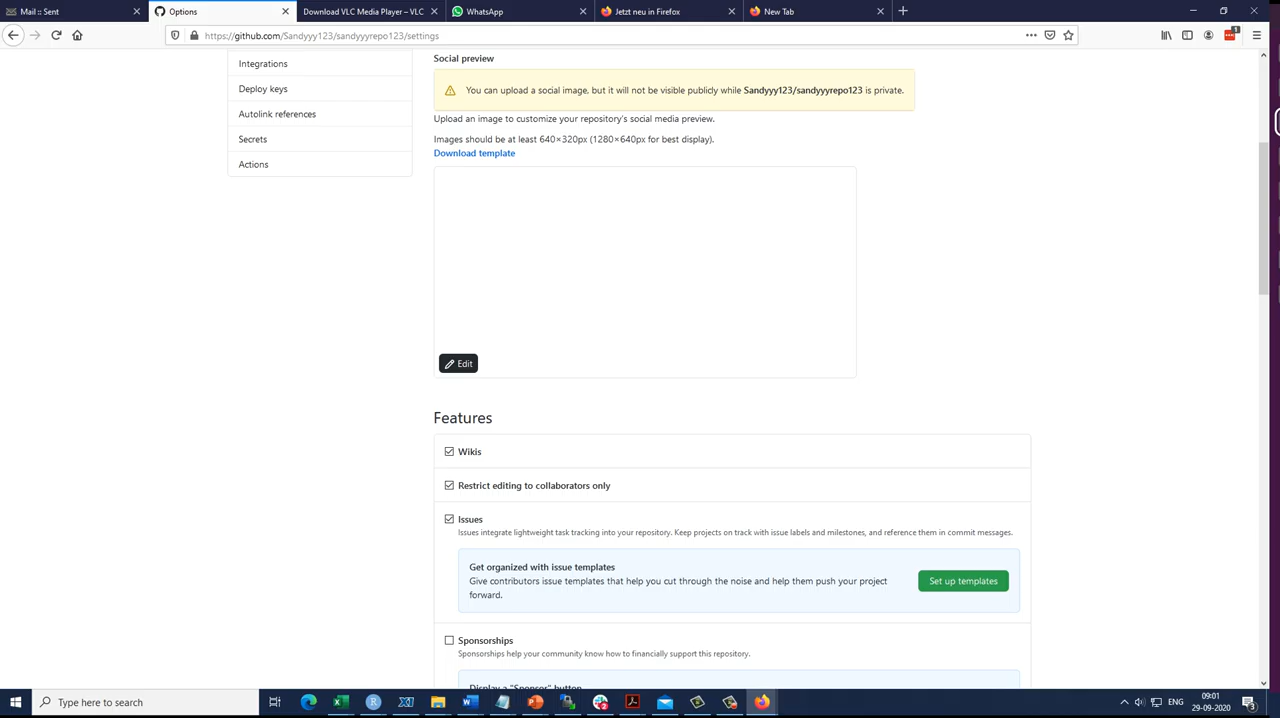 Mail :: Sent
Options
Download VLC Media Player – VLC
WhatsApp
Jetzt neu in Firefox
New Tab
https://github.com/Sandyyy123/sandyyyrepo123/settings
1
Integrations
Deploy keys
Autolink references
Secrets
Actions
Social preview
You can upload a social image, but it will not be visible publicly while Sandyyy123/sandyyyrepo123 is private.
Upload an image to customize your repository's social media preview.
Images should be at least 640×320px (1280×640px for best display).
Download template
Edit
Features
Wikis
Restrict editing to collaborators only
Issues
Issues integrate lightweight task tracking into your repository. Keep projects on track with issue labels and milestones, and reference them in commit messages.
Get organized with issue templates
Give contributors issue templates that help you cut through the noise and help them push your project
forward.
Set up templates
Sponsorships
Sponsorships help your community know how to financially support this repository.
Display a "Sponsor" button
Type here to search
ENG
09:01
29-09-2020
3